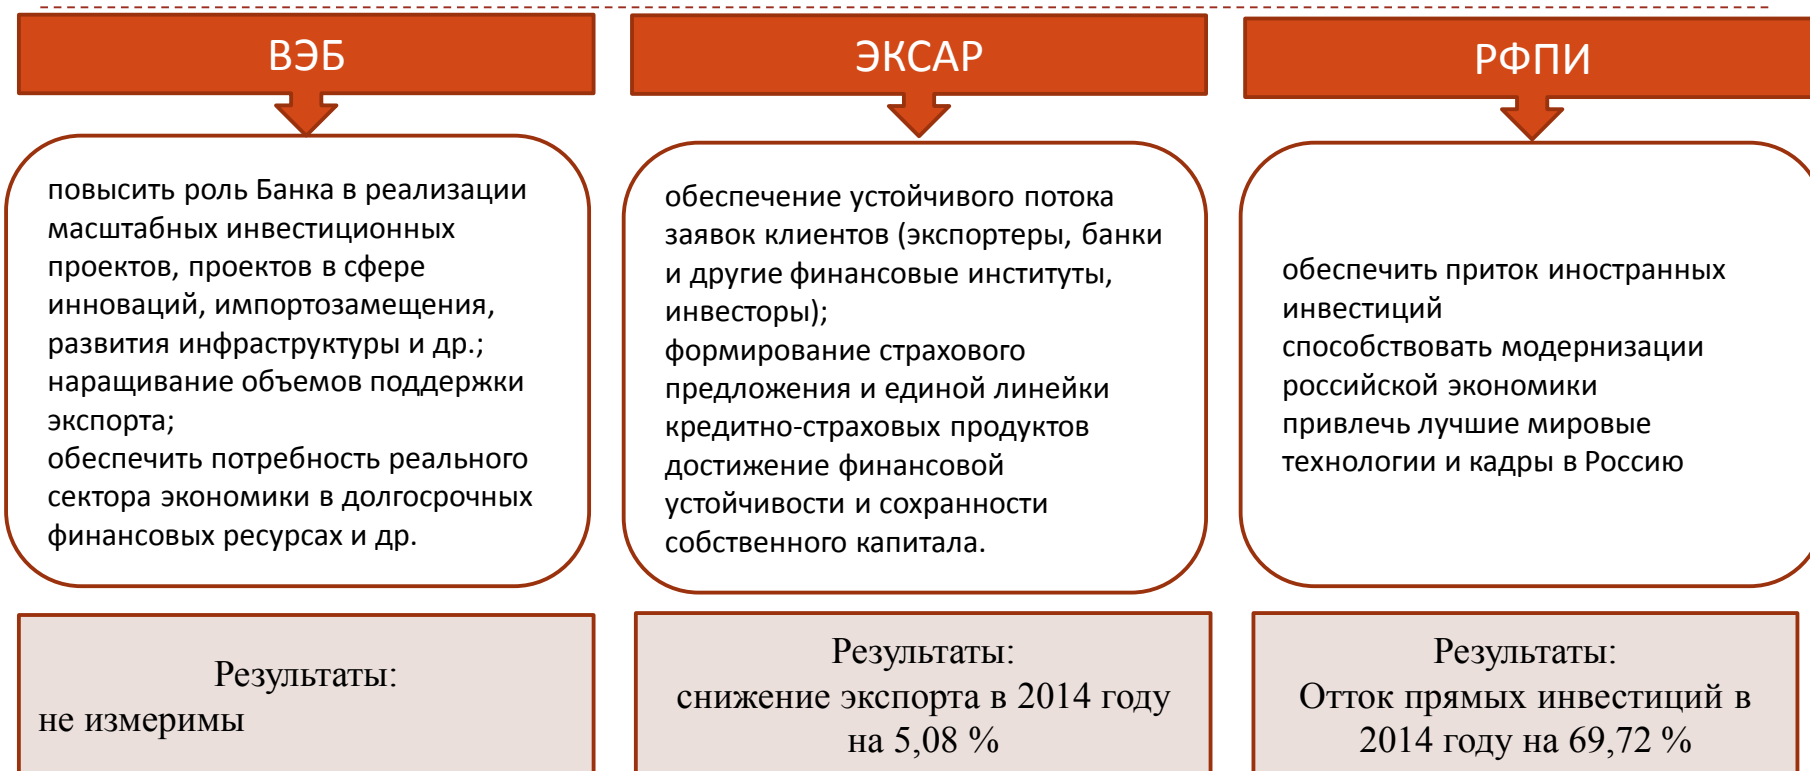 ВЭБ
повысить роль Банка в реализации
масштабных инвестиционных
проектов, проектов в сфере
инноваций, импортозамещения,
развития инфраструктуры и др.;
наращивание объемов поддержки
экспорта;
обеспечить потребность реального
сектора экономики в долгосрочных
финансовых ресурсах и др.
Результаты:
не измеримы
ЭКСАР
обеспечение устойчивого потока
заявок клиентов (экспортеры, банки
и другие финансовые институты,
инвесторы);
формирование страхового
предложения и единой линейки
кредитно-страховых продуктов
достижение финансовой
устойчивости и сохранности
собственного капитала.
Результаты:
снижение экспорта в 2014 году
на 5,08 %
РФПИ
обеспечить приток иностранных
инвестиций
способствовать модернизации
российской экономики
привлечь лучшие мировые
технологии и кадры в Россию
Результаты:
Отток прямых инвестиций в
2014 году на 69,72 %